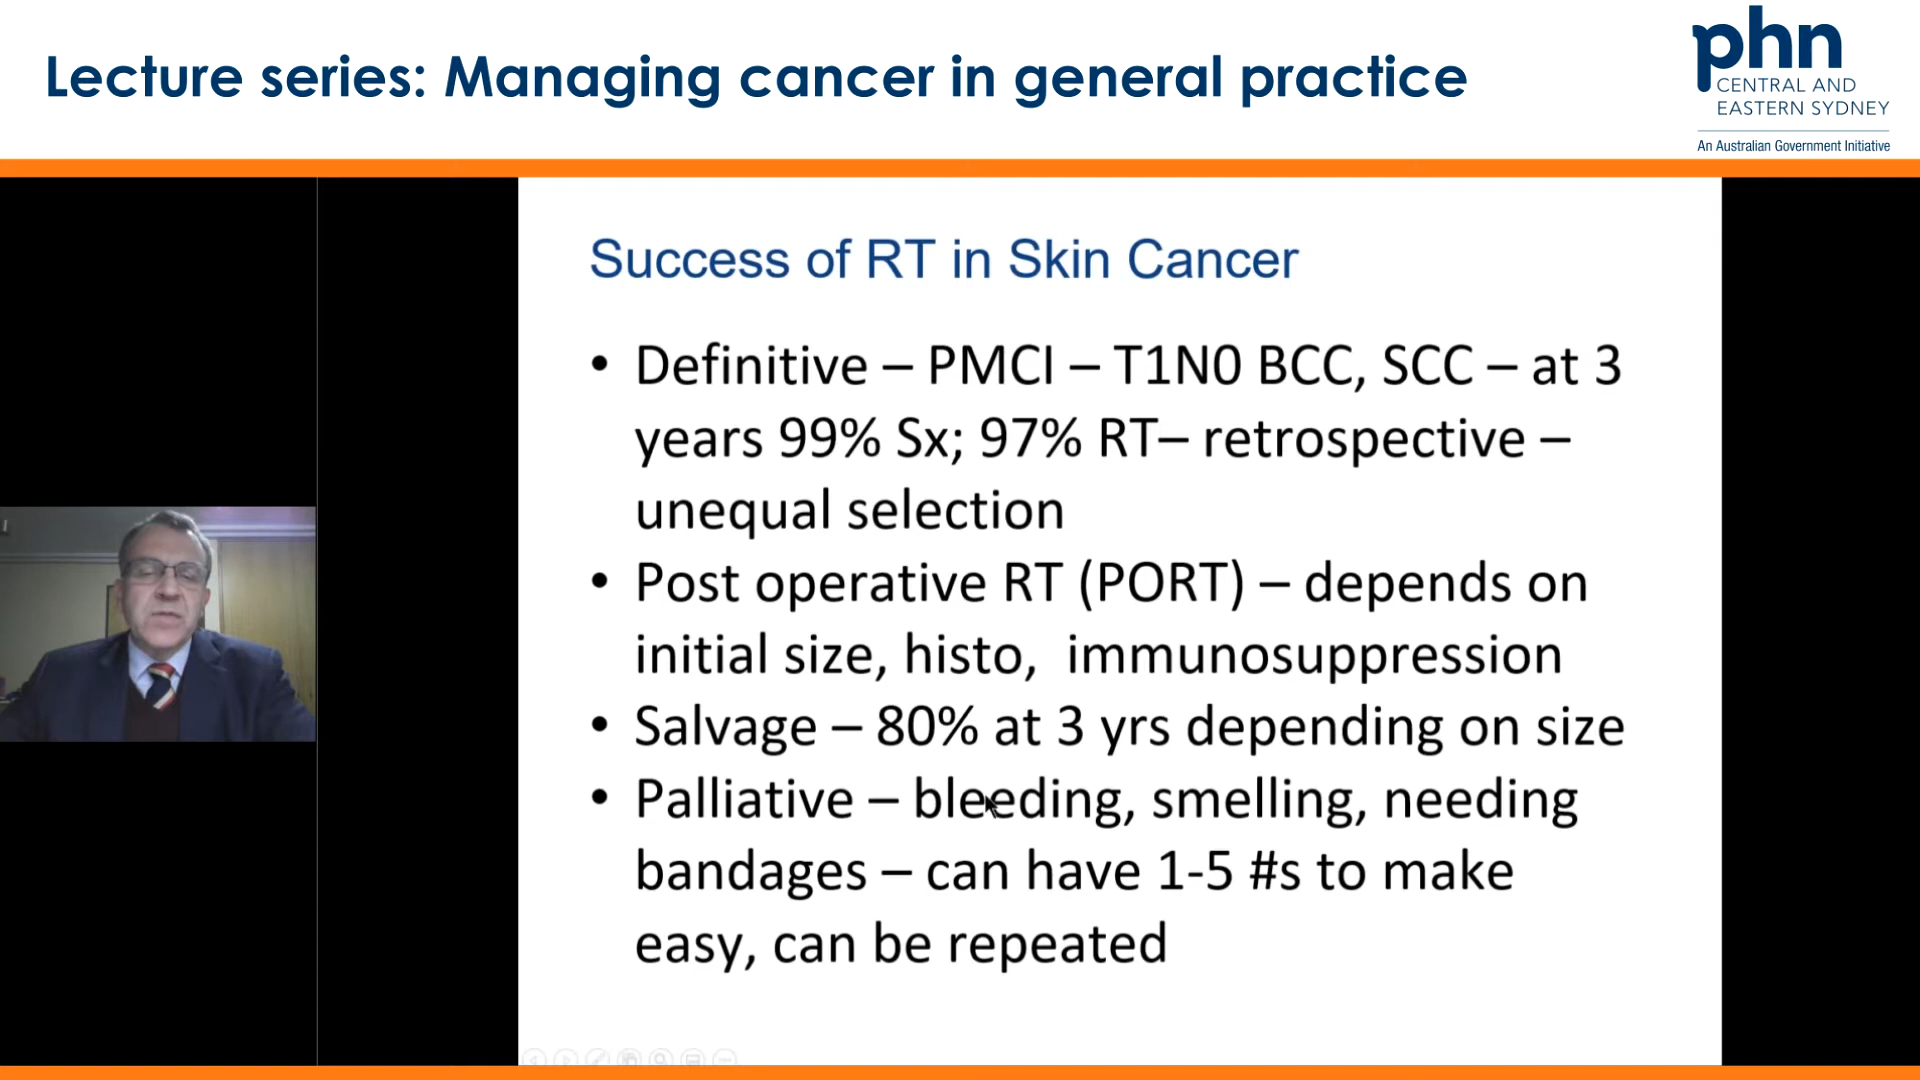 Lecture series: Managing cancer in general practice
phn
CENTRAL AND
EASTERN SYDNEY
An Australian Government Initiative
Success of RT in Skin Cancer
• Definitive – PMCI – T1N0 BCC, SCC – at 3
years 99% Sx; 97% RT– retrospective –
unequal selection
• Post operative RT (PORT) – depends on
initial size, histo,  immunosuppression
• Salvage – 80% at 3 yrs depending on size
• Palliative – bleeding, smelling, needing
bandages – can have 1-5 #s to make
easy, can be repeated